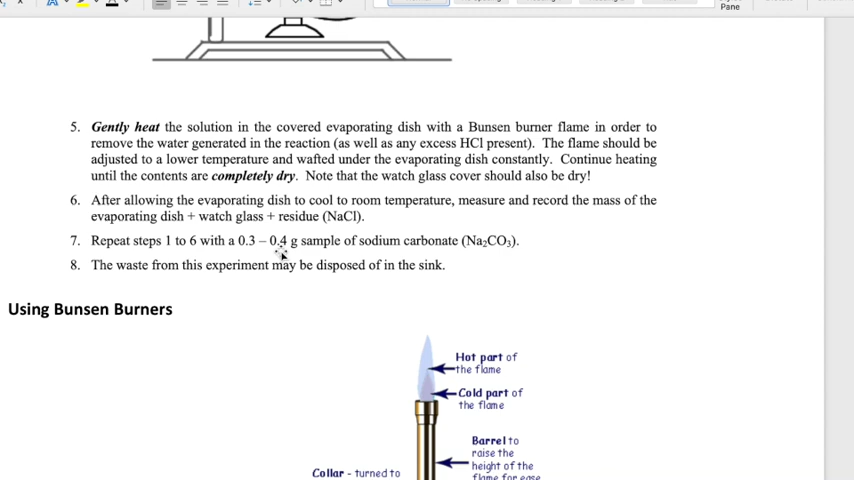 Pane
5. Gently heat the solution in the covered evaporating dish with a Bunsen burner flame in order to
remove the water generated in the reaction (as well as any excess HCl present). The flame should be
adjusted to a lower temperature and wafted under the evaporating dish constantly. Continue heating
until the contents are completely dry. Note that the watch glass cover should also be dry!
6. After allowing the evaporating dish to cool to room temperature, measure and record the mass of the
evaporating dish + watch glass + residue (NaCl).
7. Repeat steps 1 to 6 with a 0.3 – 0.4 g sample of sodium carbonate (Na₂CO₃).
8. The waste from this experiment may be disposed of in the sink.
Using Bunsen Burners
Hot part of
the flame
Cold part of
the flame
Barrel to
raise the
height of the
flame for ease
Collar - turned to